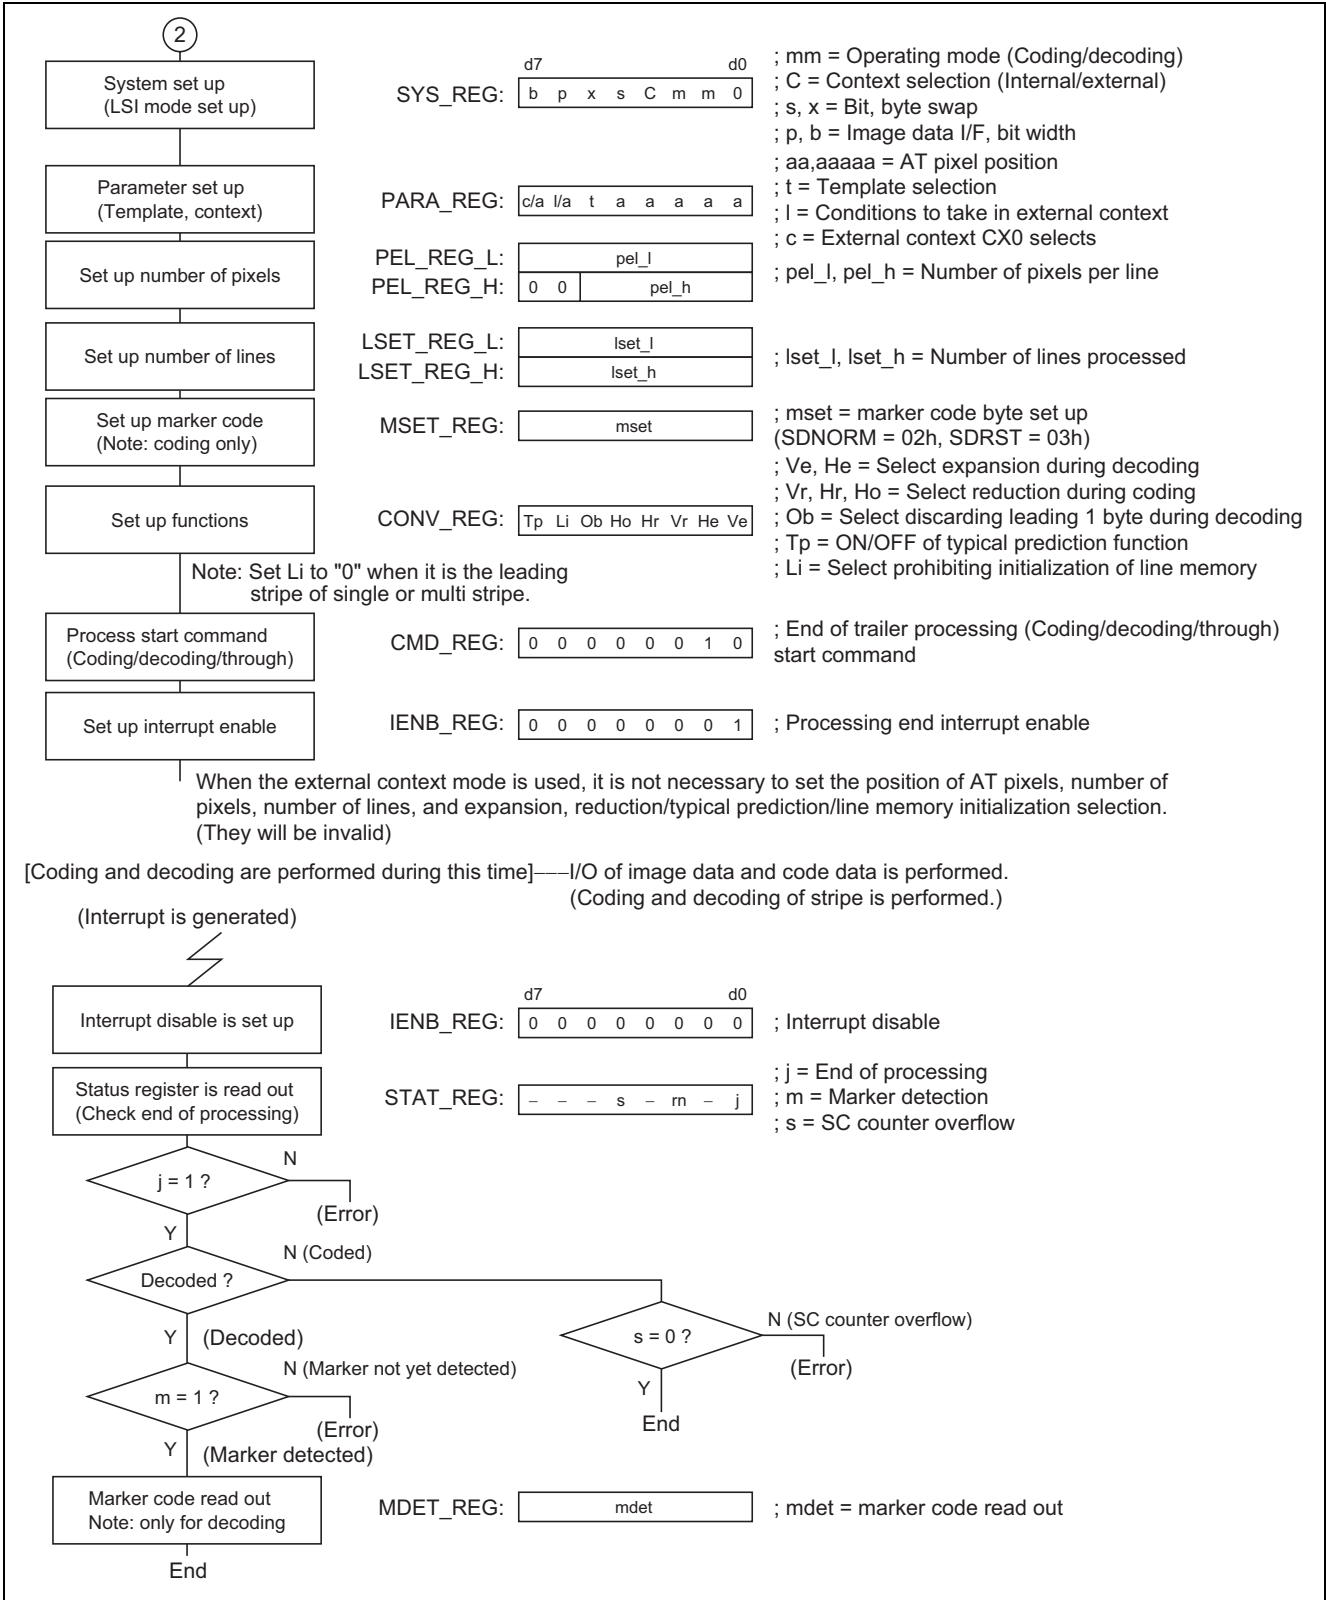 2
System set up
(LSI mode set up)
d7 d0
SYS_REG: b p x s C m m 0
; mm = Operating mode (Coding/decoding)
; C = Context selection (Internal/external)
; s, x = Bit, byte swap
; p, b = Image data I/F, bit width
Parameter set up
(Template, context)
PARA_REG: c/a l/a t a a a a a
; aa,aaaaa = AT pixel position
; t = Template selection
; l = Conditions to take in external context
; c = External context CX0 selects
Set up number of pixels
PEL_REG_L: pel_l
PEL_REG_H: 0 0 pel_h
; pel_l, pel_h = Number of pixels per line
Set up number of lines
LSET_REG_L: lset_l
LSET_REG_H: lset_h
; lset_l, lset_h = Number of lines processed
Set up marker code
(Note: coding only)
MSET_REG: mset
; mset = marker code byte set up
(SDNORM = 02h, SDRST = 03h)
Set up functions
CONV_REG: Tp Li Ob Ho Hr Vr He Ve
; Ve, He = Select expansion during decoding
; Vr, Hr, Ho = Select reduction during coding
; Ob = Select discarding leading 1 byte during decoding
; Tp = ON/OFF of typical prediction function
; Li = Select prohibiting initialization of line memory
Note: Set Li to "0" when it is the leading
stripe of single or multi stripe.
Process start command
(Coding/decoding/through)
CMD_REG: 0 0 0 0 0 0 1 0
; End of trailer processing (Coding/decoding/through)
start command
Set up interrupt enable
IENB_REG: 0 0 0 0 0 0 0 1
; Processing end interrupt enable
When the external context mode is used, it is not necessary to set the position of AT pixels, number of
pixels, number of lines, and expansion, reduction/typical prediction/line memory initialization selection.
(They will be invalid)
[Coding and decoding are performed during this time]−−−I/O of image data and code data is performed.
(Coding and decoding of stripe is performed.)
(Interrupt is generated)
Interrupt disable is set up
d7 d0
IENB_REG: 0 0 0 0 0 0 0 0
; Interrupt disable
Status register is read out
(Check end of processing)
STAT_REG: − − − s − rn − j
; j = End of processing
; m = Marker detection
; s = SC counter overflow
j = 1 ?
N
(Error)
Y
Decoded ?
N (Coded)
s = 0 ?
N (SC counter overflow)
(Error)
Y
End
Y (Decoded)
m = 1 ?
N (Marker not yet detected)
(Error)
Y (Marker detected)
Marker code read out
Note: only for decoding
MDET_REG: mdet
; mdet = marker code read out
End